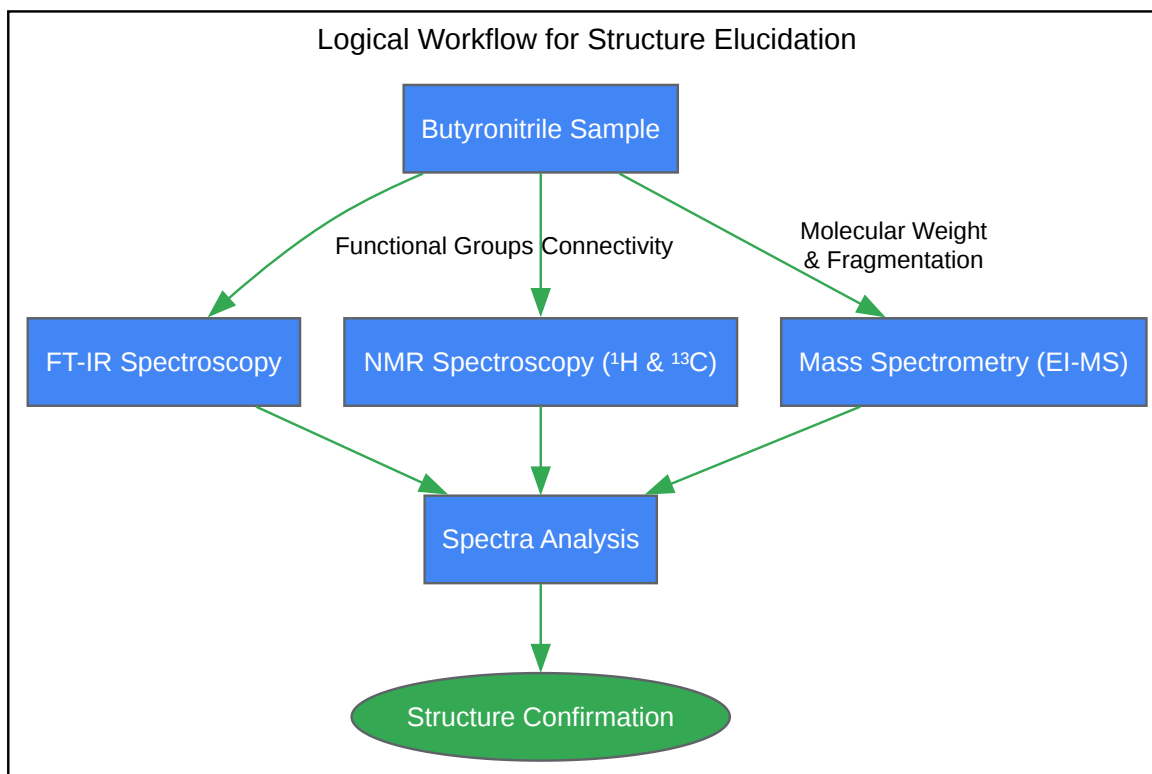 Logical Workflow for Structure Elucidation
Butyronitrile Sample
Functional Groups
Connectivity
Molecular Weight
& Fragmentation
FT-IR Spectroscopy
NMR Spectroscopy (¹H & ¹³C)
Mass Spectrometry (EI-MS)
Spectra Analysis
Structure Confirmation